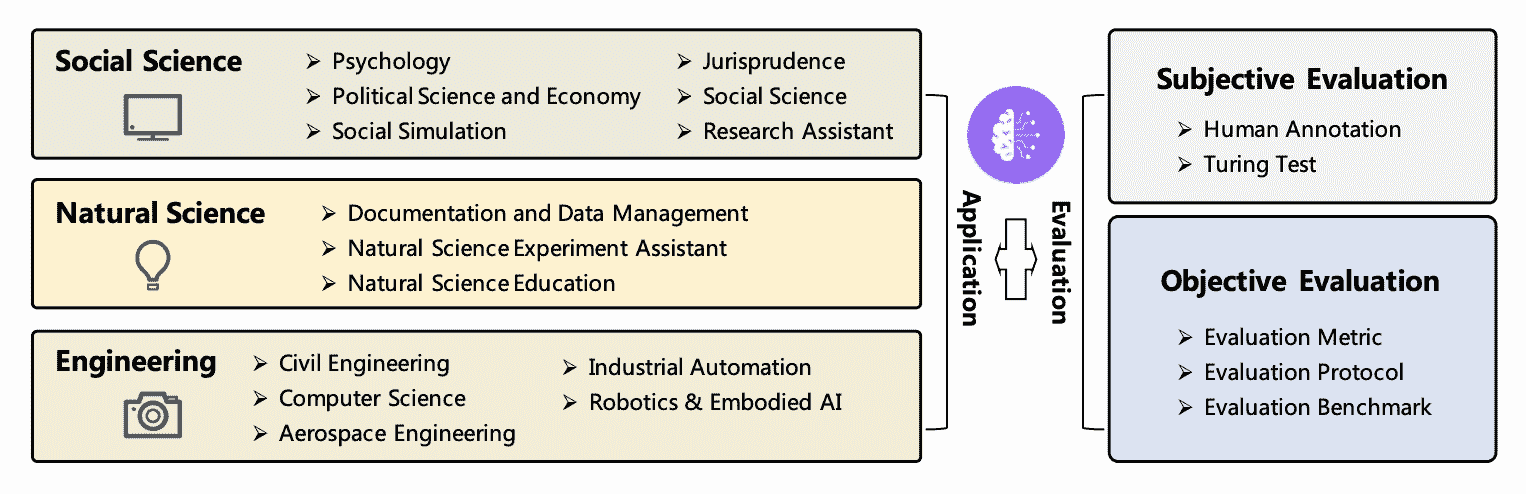 Social Science
➢ Psychology
➢ Political Science and Economy
➢ Social Simulation
➢ Jurisprudence
➢ Social Science
➢ Research Assistant
Natural Science
➢ Documentation and Data Management
➢ Natural Science Experiment Assistant
➢ Natural Science Education
Engineering
➢ Civil Engineering
➢ Computer Science
➢ Aerospace Engineering
➢ Industrial Automation
➢ Robotics & Embodied AI
Application
Evaluation
Subjective Evaluation
➢ Human Annotation
➢ Turing Test
Objective Evaluation
➢ Evaluation Metric
➢ Evaluation Protocol
➢ Evaluation Benchmark